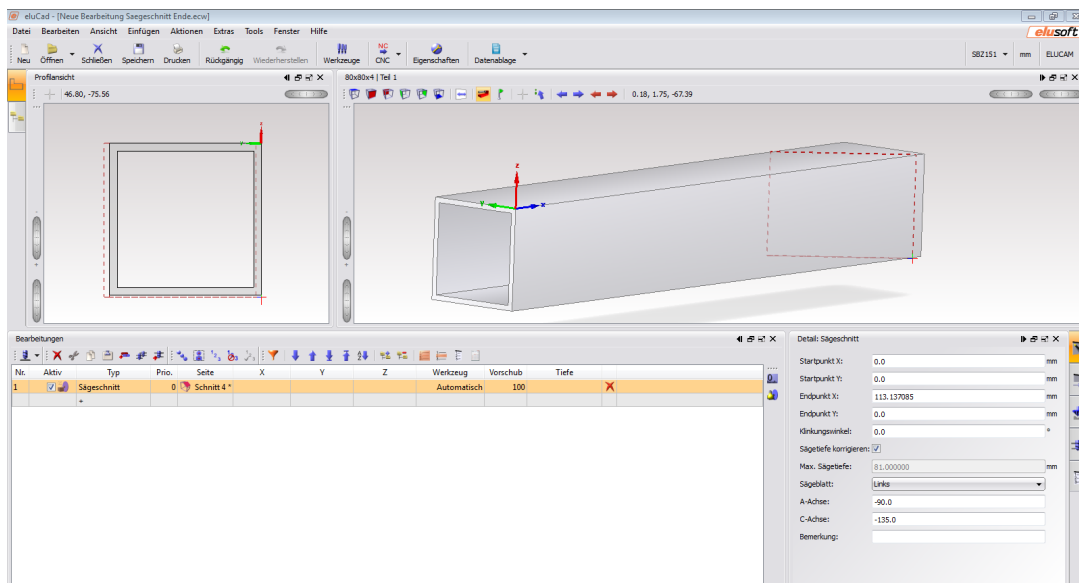 eluCad - [Neue Bearbeitung Saegeschnitt Ende.ecw]
Datei Bearbeiten Ansicht Einfügen Aktionen Extras Tools Fenster Hilfe
elusoft
NC
Neu Öffnen Schließen Speichern Drucken Rückgängig Wiederherstellen Werkzeuge CNC Eigenschaften Datenablage
SBZ151 mm ELUCAM
Profilansicht
80x80x4 | Teil 1
46.80, -75.56
0.18, 1.75, -67.39
z
y
z
y x
Bearbeitungen
Nr. Aktiv Typ Prio. Seite X Y Z Werkzeug Vorschub Tiefe
1 Sägeschnitt 0 Schnitt 4 * Automatisch 100
*
Detail: Sägeschnitt
Startpunkt X: 0.0 mm
Startpunkt Y: 0.0 mm
Endpunkt X: 113.137085 mm
Endpunkt Y: 0.0 mm
Klinkungswinkel: 0.0 °
Sägetiefe korrigieren:
Max. Sägetiefe: 81.000000 mm
Sägeblatt: Links
A-Achse: -90.0
C-Achse: -135.0
Bemerkung: